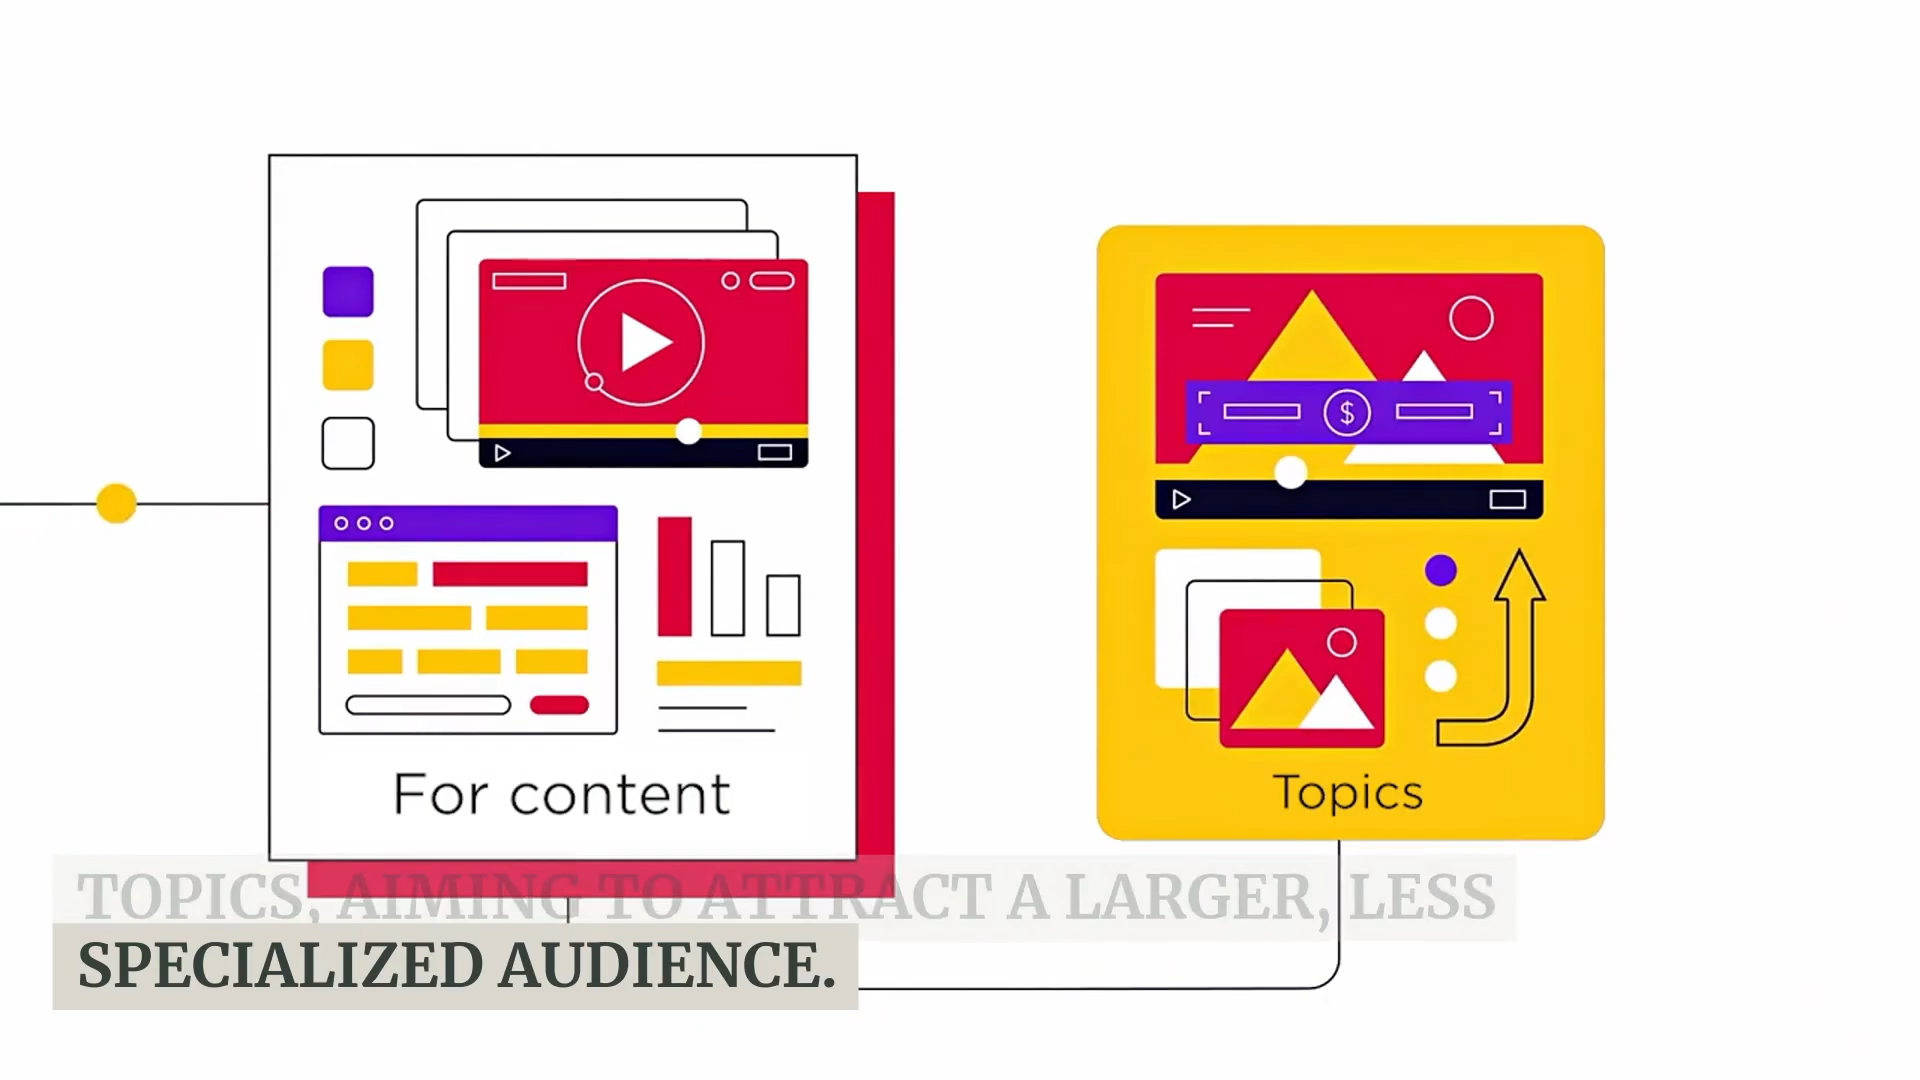 $
For content
Topics
TOPICS, AIMING TO ATTRACT A LARGER, LESS
SPECIALIZED AUDIENCE.